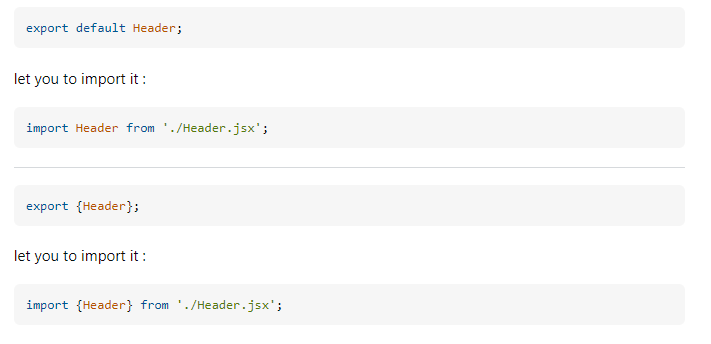 export default Header;
let you to import it :
import Header from './Header.jsx';
export {Header};
let you to import it :
import {Header} from './Header.jsx';